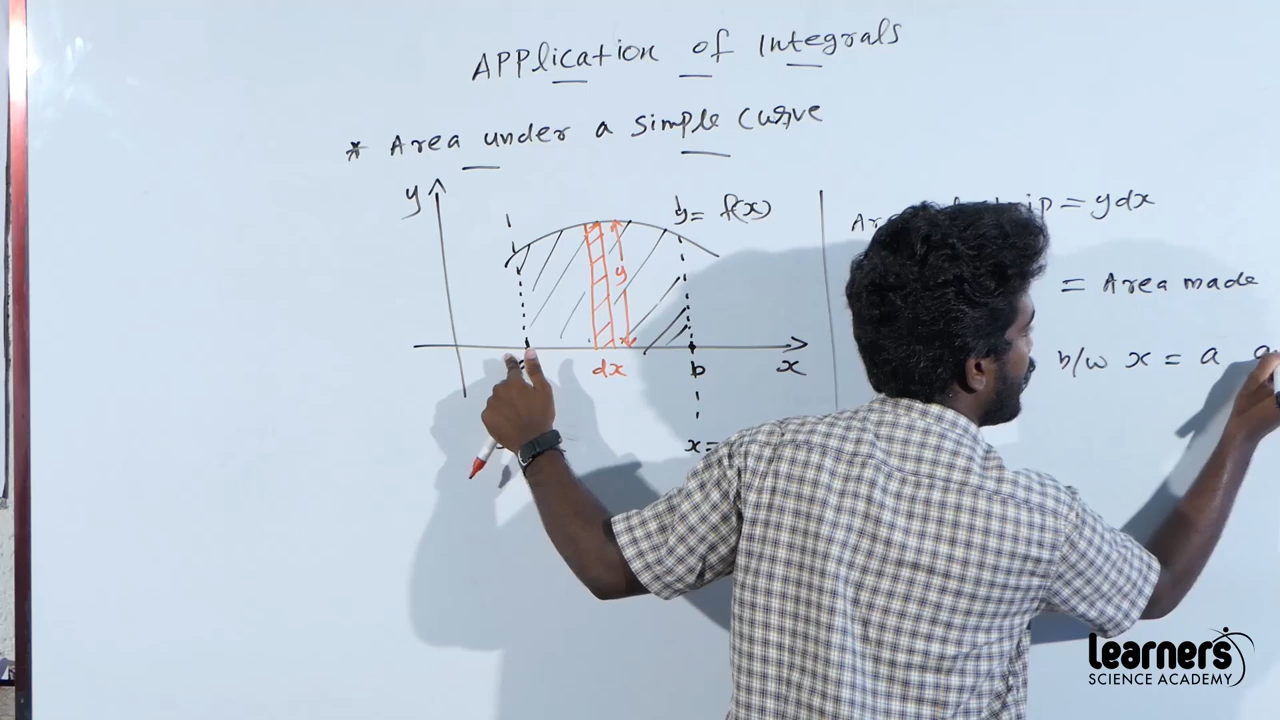 APPlication of Integrals
* Area under a simple Curve
y
y = f(x)
y
dx
b
x
x =
= ydx
= Area made
b/w x = a
Learners
SCIENCE ACADEMY